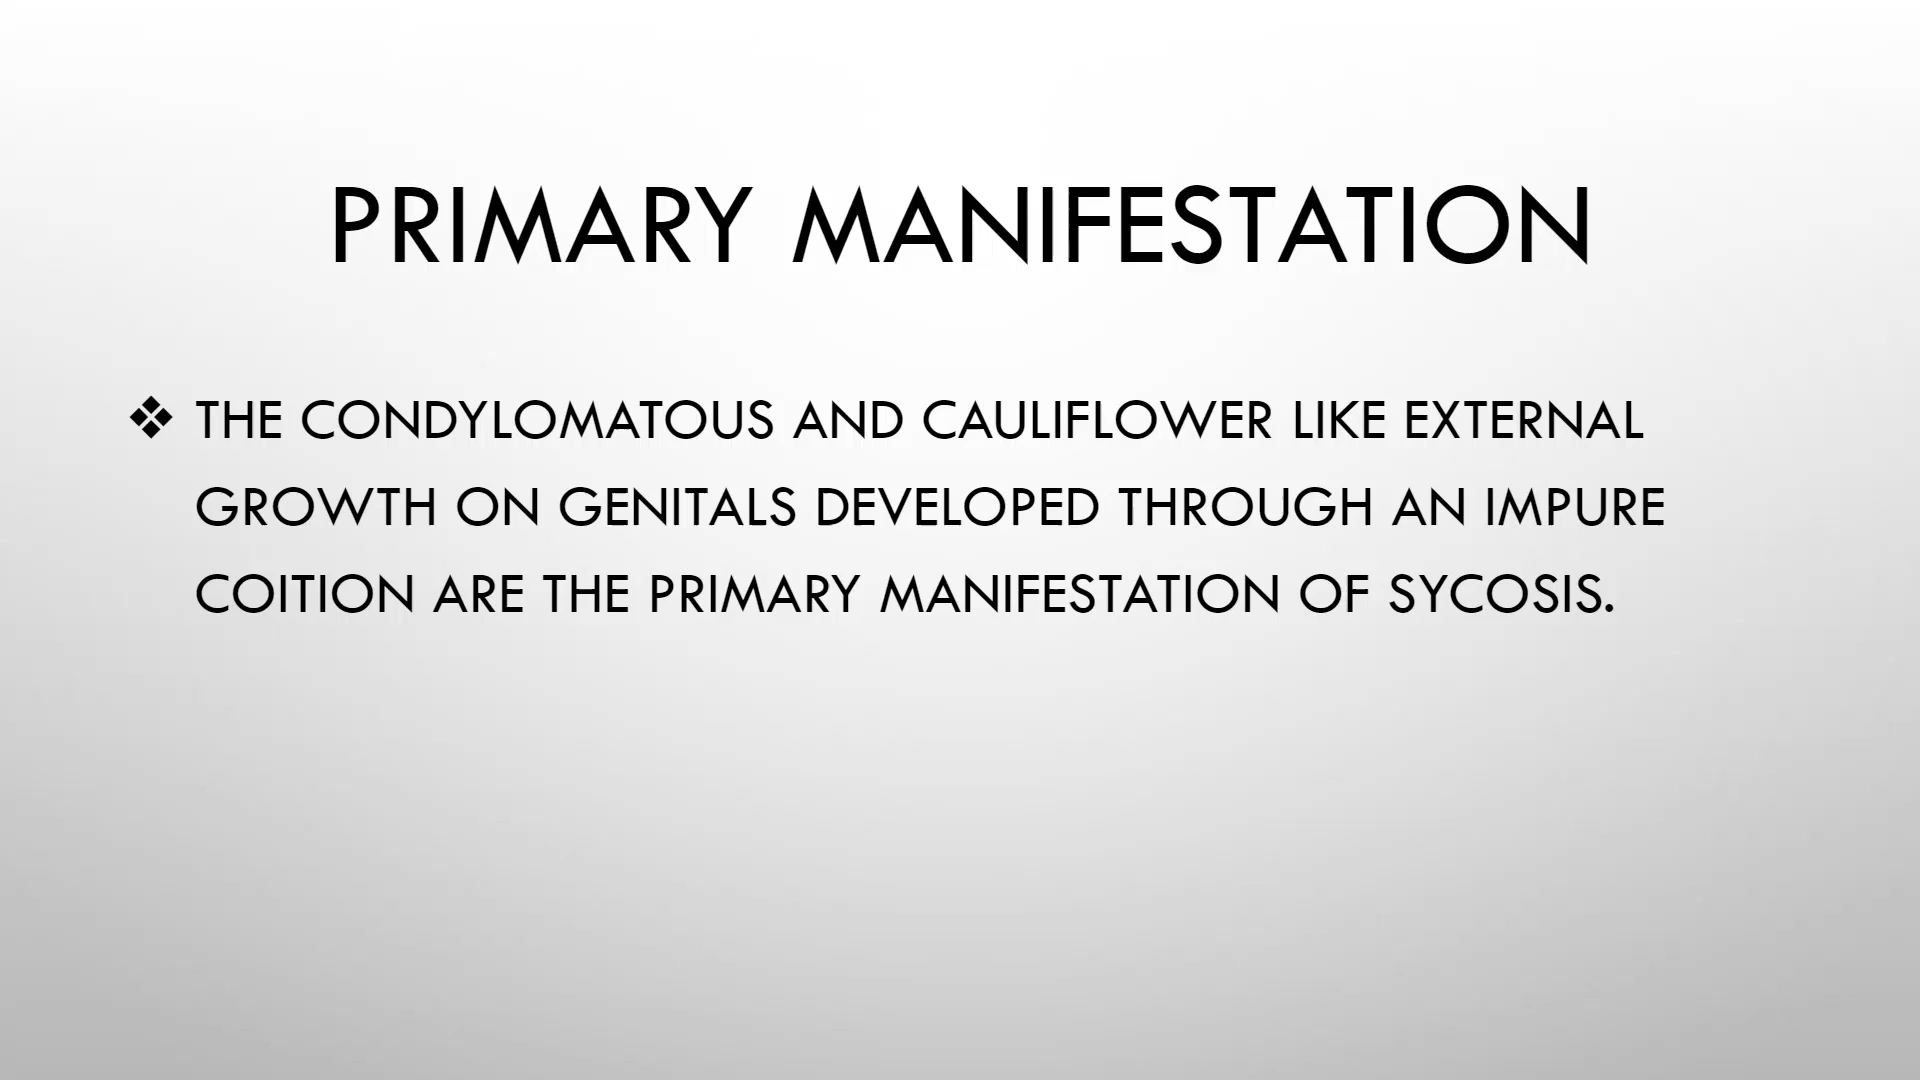 PRIMARY MANIFESTATION
❖ THE CONDYLOMATOUS AND CAULIFLOWER LIKE EXTERNAL
GROWTH ON GENITALS DEVELOPED THROUGH AN IMPURE
COITION ARE THE PRIMARY MANIFESTATION OF SYCOSIS.